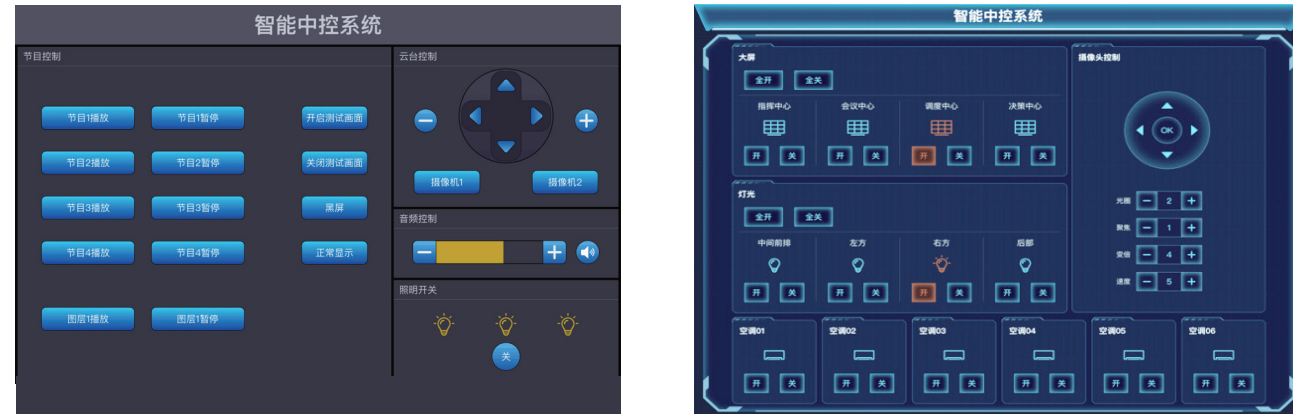 智能中控系统
节目控制
节目1播放 节目1暂停 开启测试画面
节目2播放 节目2暂停 关闭测试画面
节目3播放 节目3暂停 黑屏
节目4播放 节目4暂停 正常显示
图层1播放 图层1暂停
云台控制
摄像机1 摄像机2
音频控制
照明开关
关
智能中控系统
大屏
全开 全关
指挥中心 会议中心 调度中心 决策中心
开 关 开 关 开 关 开 关
灯光
全开 全关
中间前排 左方 右方 后部
开 关 开 关 开 关 开 关
摄像头控制
OK
光圈 2
聚焦 1
变倍 4
速度 5
空调01 空调02 空调03 空调04 空调05 空调06
开 关 开 关 开 关 开 关 开 关 开 关